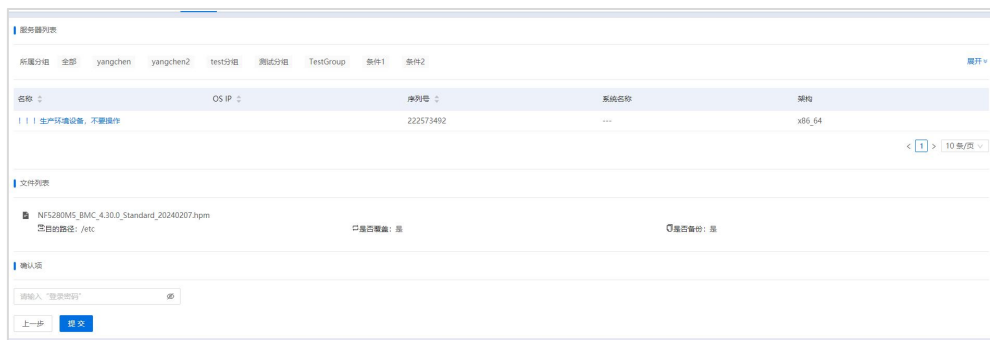 服务器列表
所属分组 全部 yangchen yangchen2 test分组 测试分组 TestGroup 条件1 条件2 展开
名称 OS IP 序列号 系统名称 架构
！！！生产环境设备，不要操作 222573492 --- x86_64
< 1 > 10 条/页
文件列表
NF5280M5_BMC_4.30.0_Standard_20240207.hpm
目的路径：/etc 是否覆盖：是 是否备份：是
确认项
请输入“登录密码”
上一步 提交